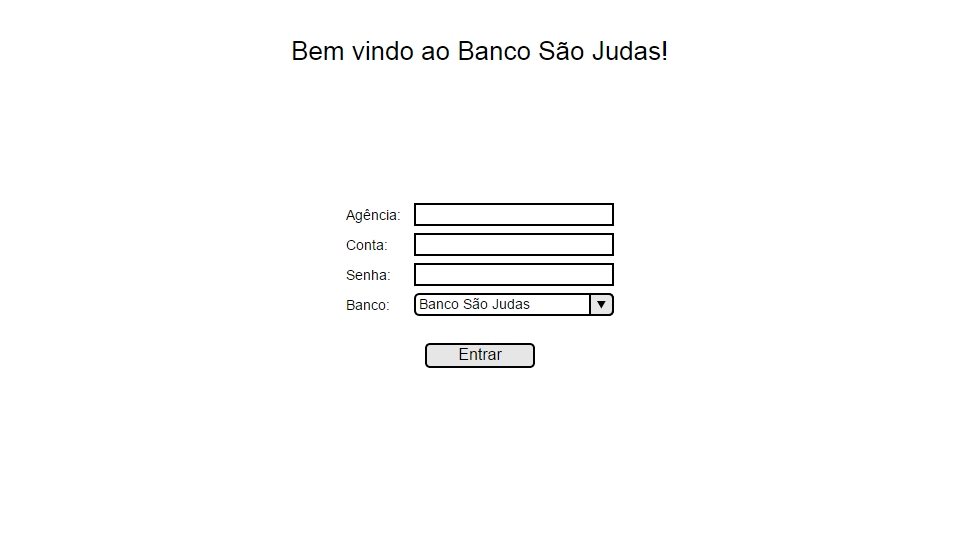 Bem vindo ao Banco São Judas!
Agência:
Conta:
Senha:
Banco: Banco São Judas ▼
Entrar